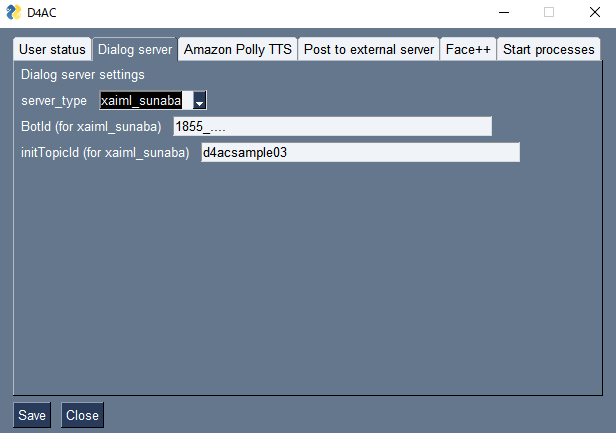 D4AC
User status Dialog server Amazon Polly TTS Post to external server Face++ Start processes
Dialog server settings
server_type xaiml_sunaba
BotId (for xaiml_sunaba) 1855_....
initTopicId (for xaiml_sunaba) d4acsample03
Save Close